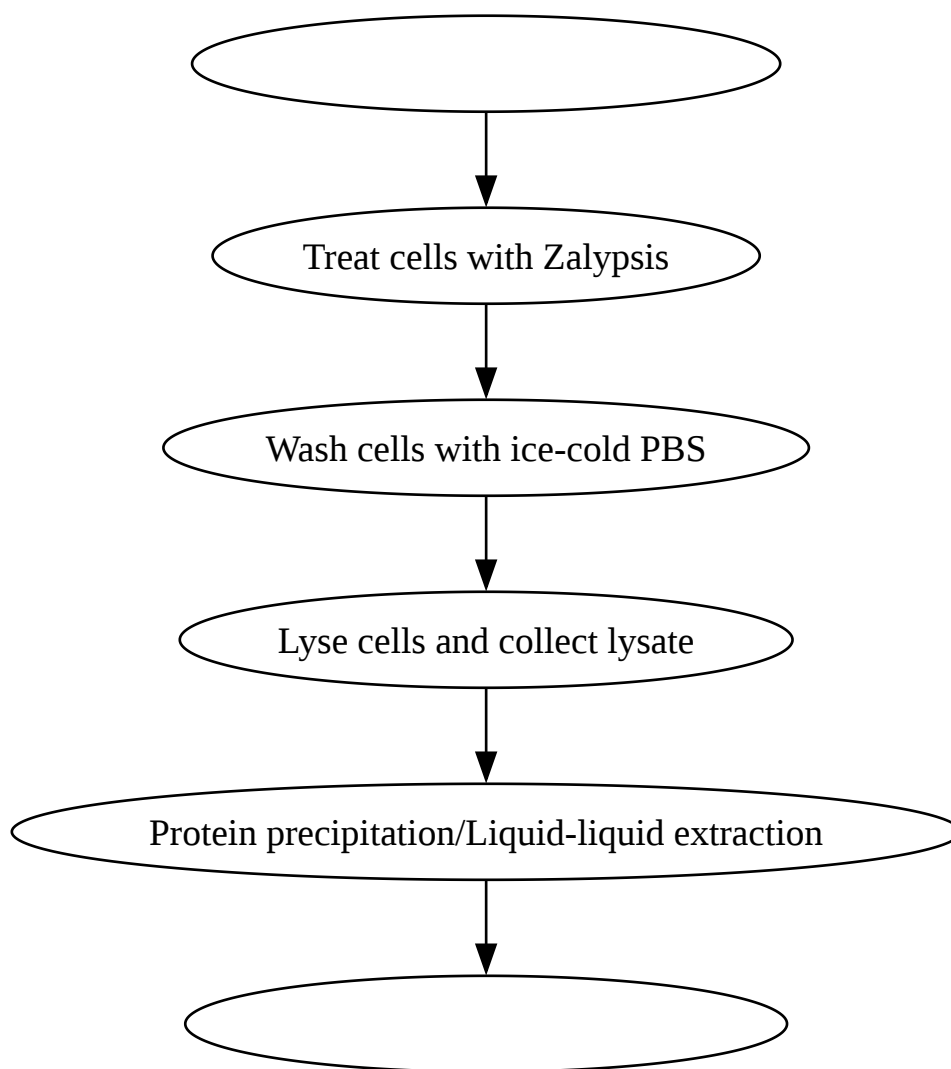 Treat cells with Zalypsis
Wash cells with ice-cold PBS
Lyse cells and collect lysate
Protein precipitation/Liquid-liquid extraction